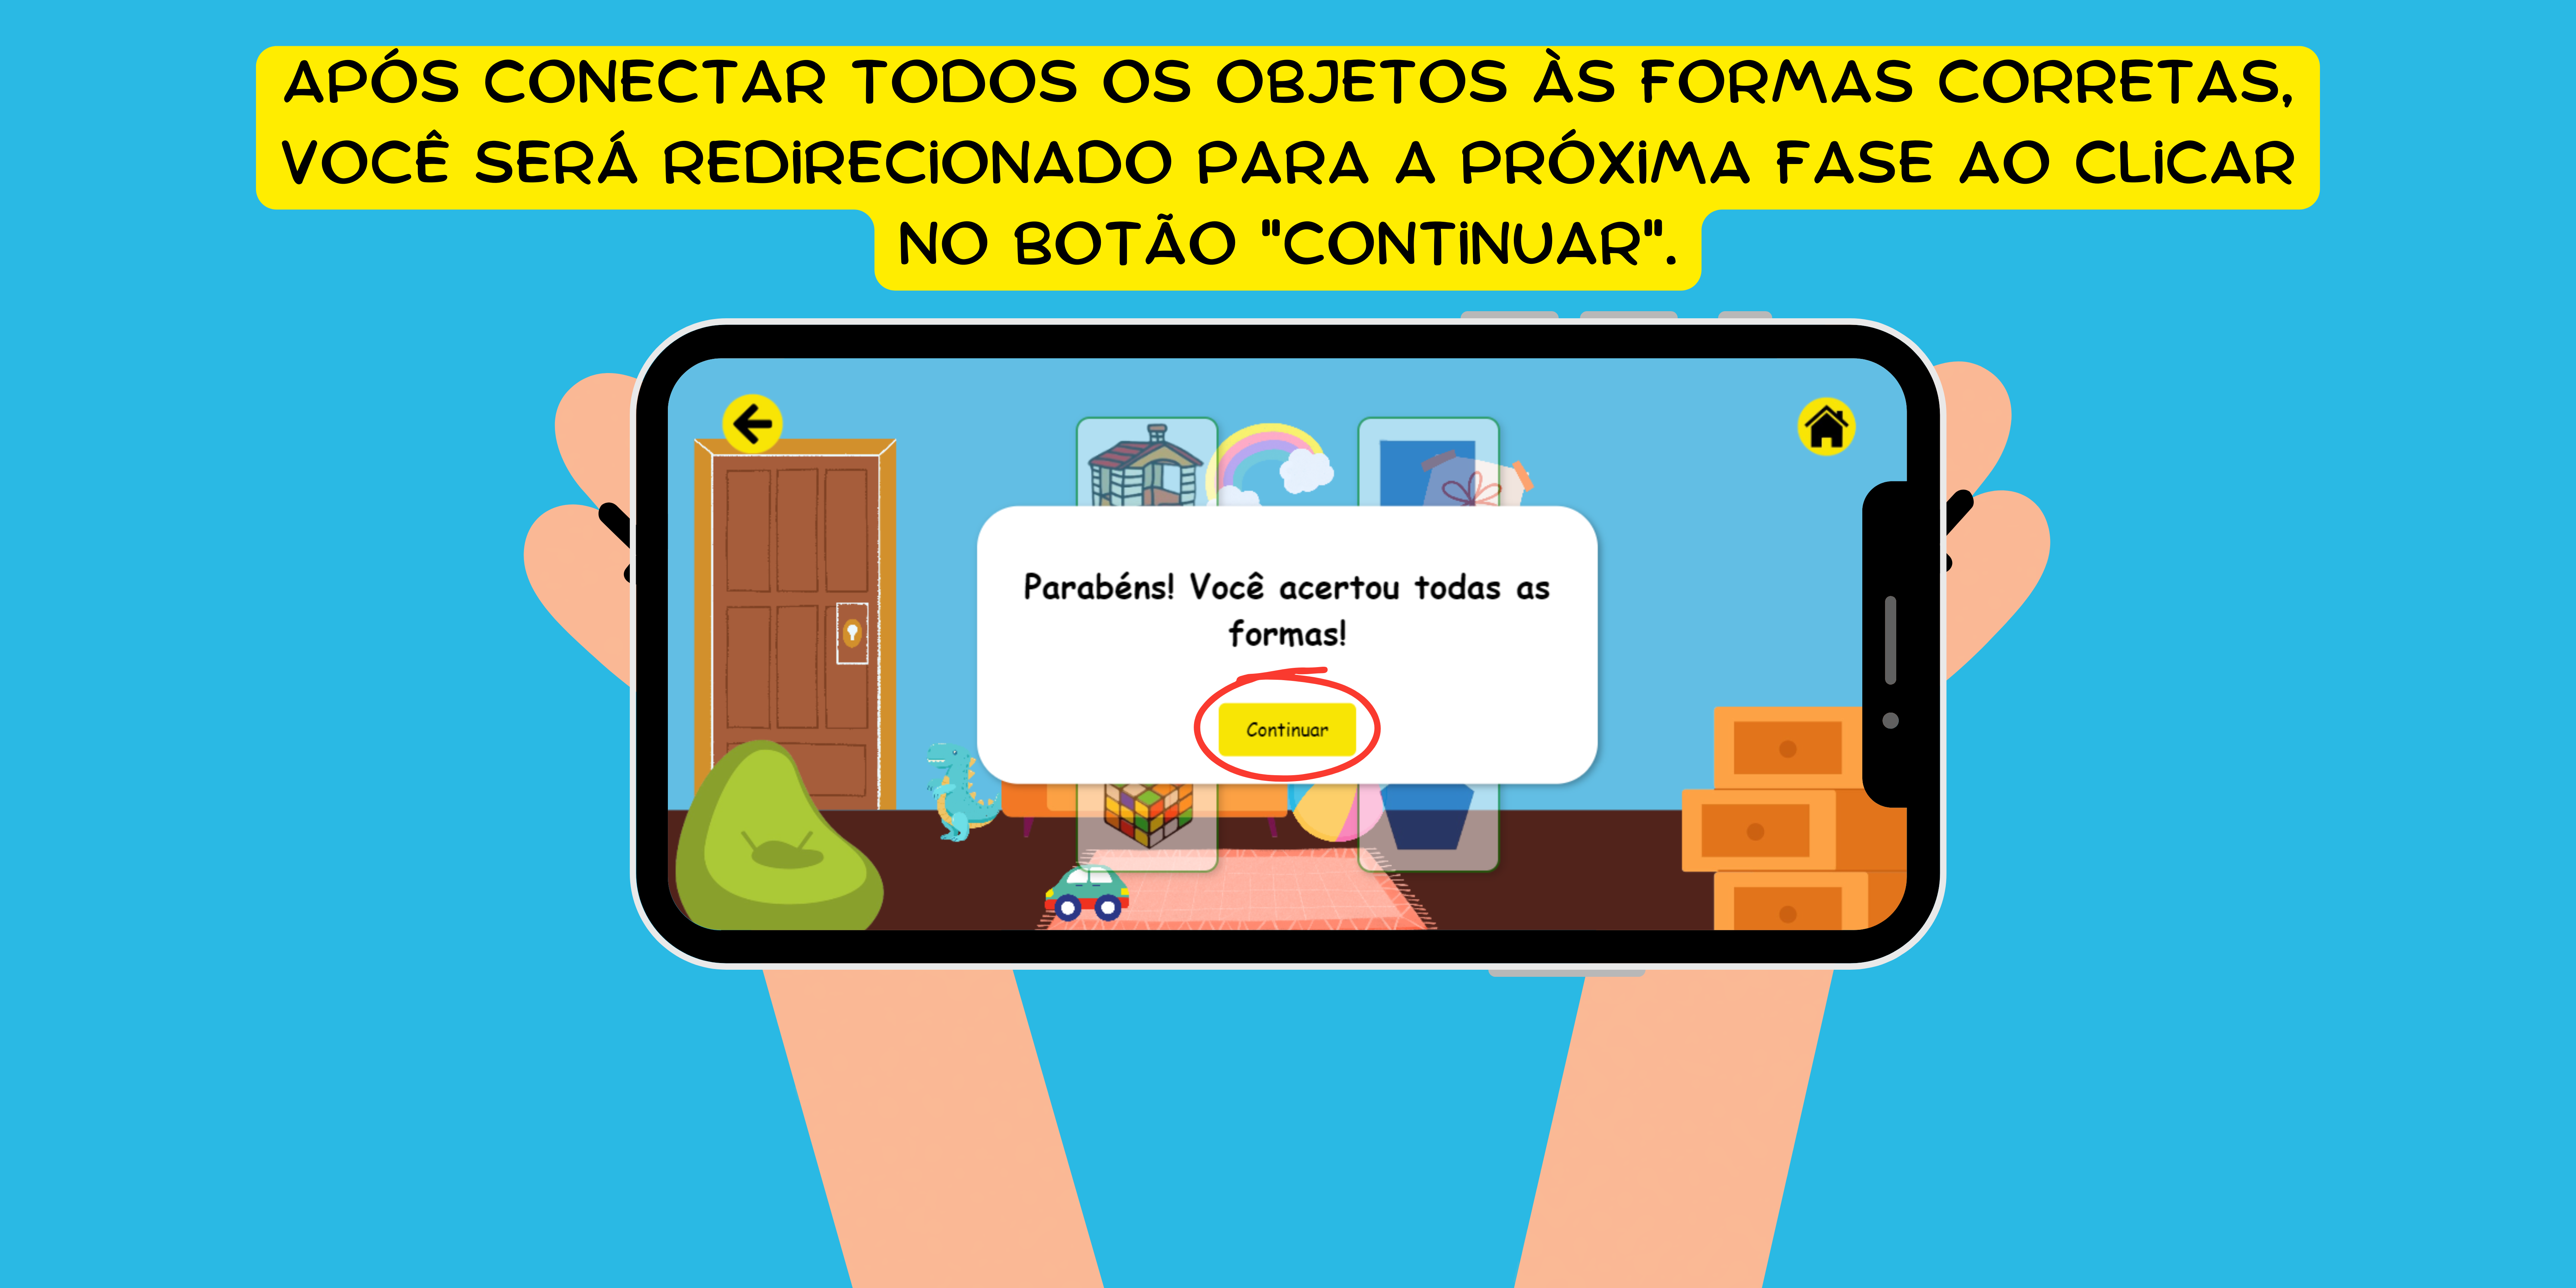 APÓS CONECTAR TODOS OS OBJETOS ÀS FORMAS CORRETAS,
VOCÊ SERÁ REDIRECIONADO PARA A PRÓXIMA FASE AO CLICAR
NO BOTÃO "CONTINUAR".
Parabéns! Você acertou todas as
formas!
Continuar